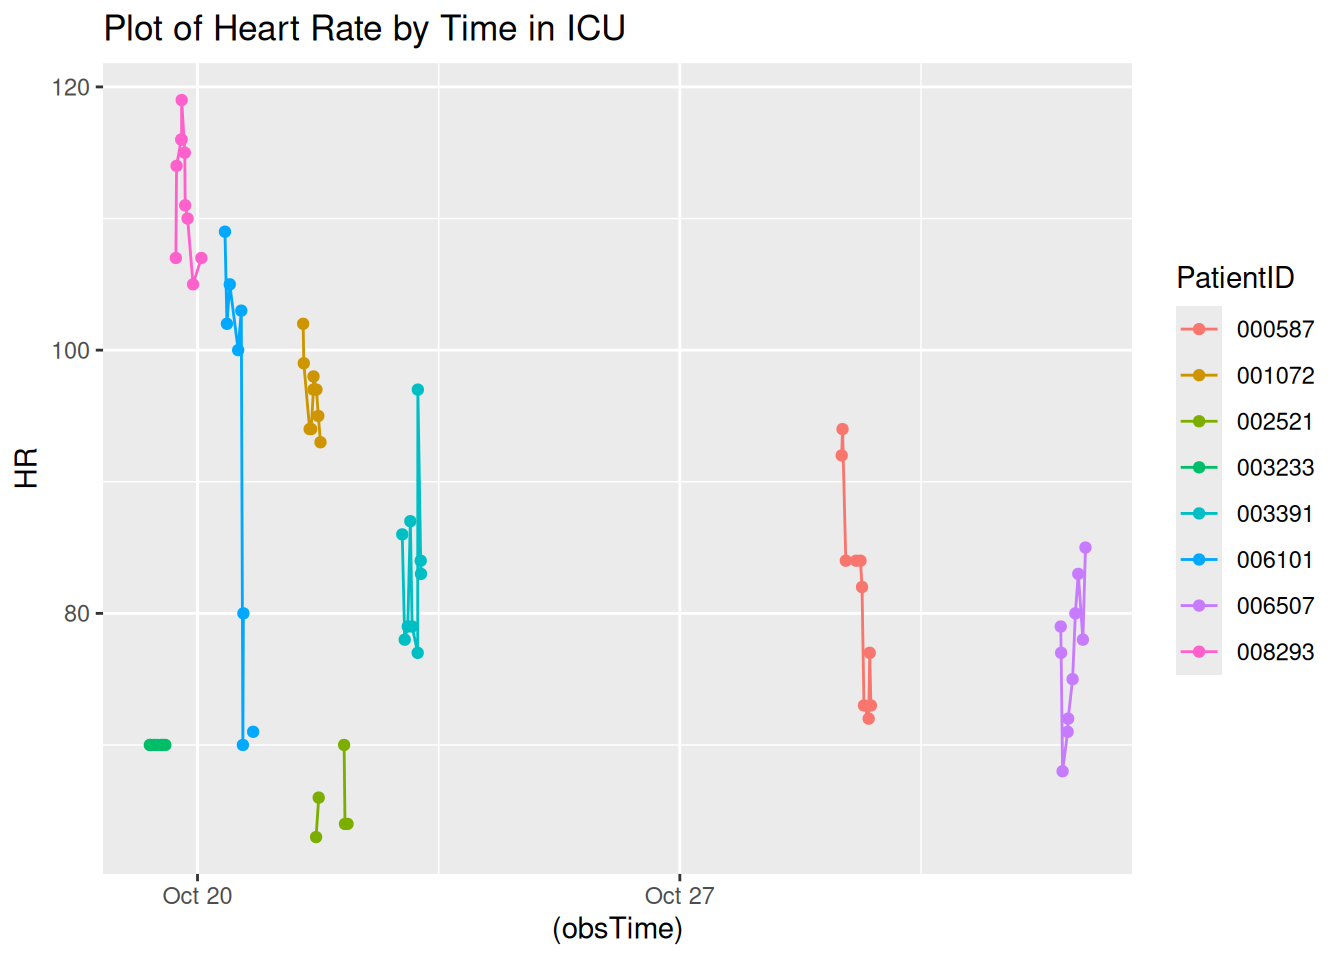 Plot of Heart Rate by Time in ICU
120
100
80
HR
Oct 20
Oct 27
(obsTime)
PatientID
000587
001072
002521
003233
003391
006101
006507
008293